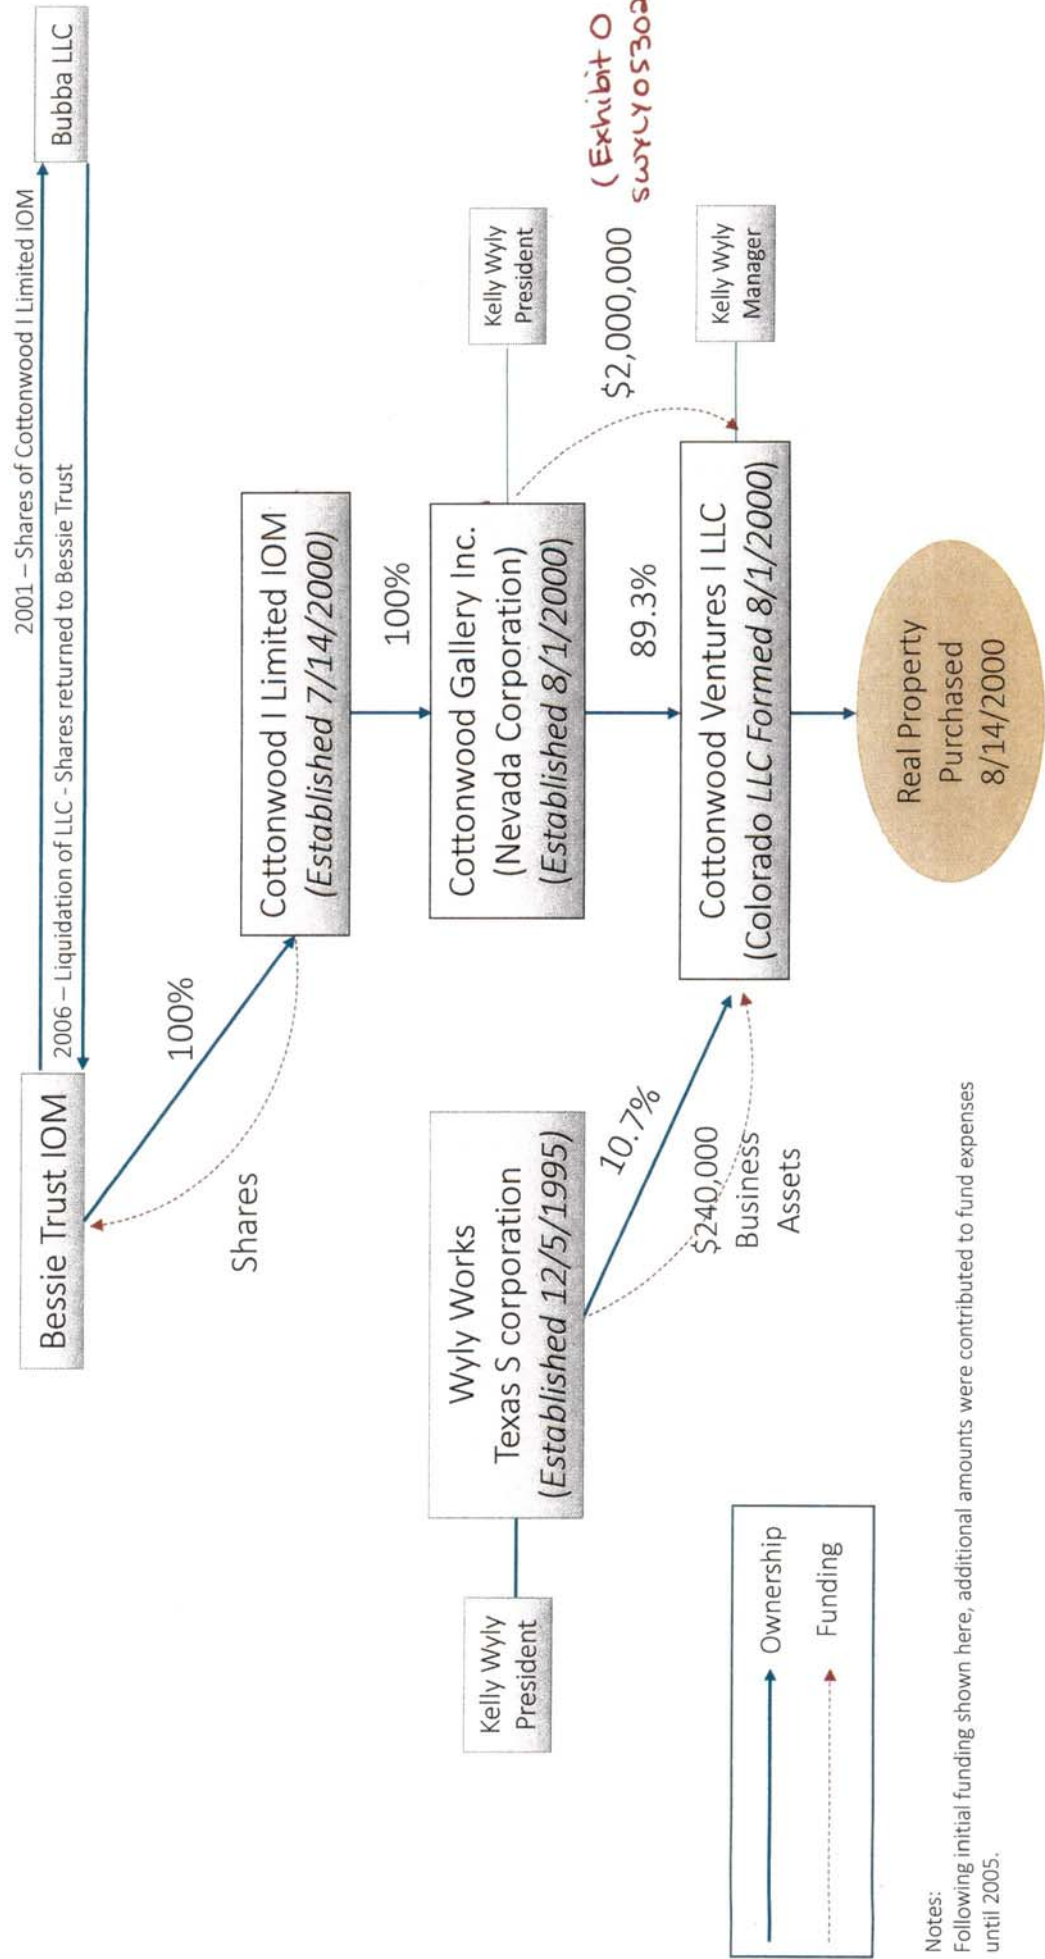 2001 – Shares of Cottonwood I Limited IOM
Bessie Trust IOM
Bubba LLC
2006 – Liquidation of LLC - Shares returned to Bessie Trust
100%
Shares
Cottonwood I Limited IOM
(Established 7/14/2000)
100%
Wyly Works
Texas S corporation
(Established 12/5/1995)
Kelly Wyly
President
Cottonwood Gallery Inc.
(Nevada Corporation)
(Established 8/1/2000)
Kelly Wyly
President
10.7%
$240,000
Business
Assets
89.3%
$2,000,000
(Exhibit O
Cottonwood Ventures I LLC
(Colorado LLC Formed 8/1/2000)
Kelly Wyly
Manager
Real Property
Purchased
8/14/2000
Ownership
Funding
Notes:
Following initial funding shown here, additional amounts were contributed to fund expenses
until 2005.